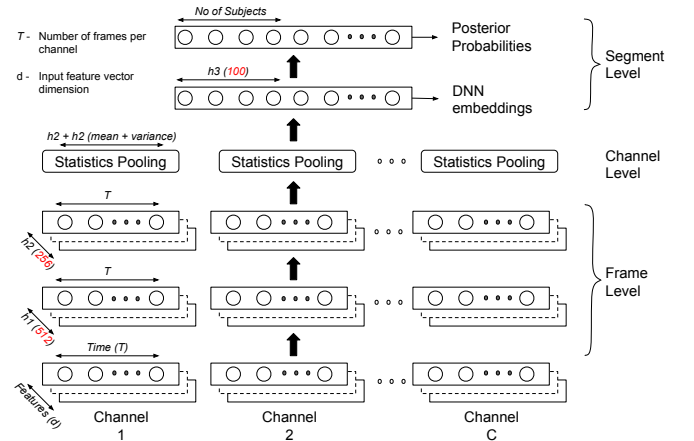 No of Subjects
T - Number of frames per
channel
Posterior
Probabilities
Segment
Level
d - Input feature vector
dimension
h3 (100)
DNN
embeddings
h2 + h2 (mean + variance)
Statistics Pooling
Statistics Pooling
Statistics Pooling
Channel
Level
T
h2 (256)
T
h1 (512)
Frame
Level
Time (T)
Features (d)
Channel
1
Channel
2
Channel
C